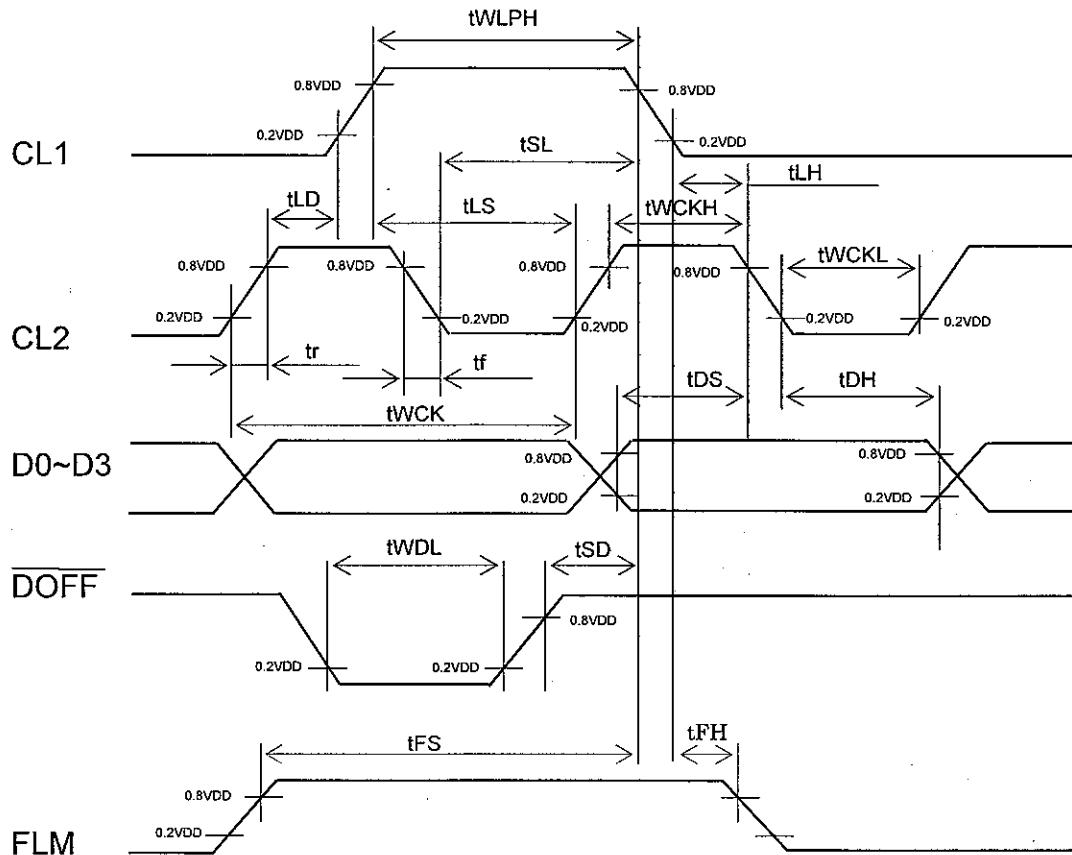 tWLPH
0.8VDD 0.8VDD
0.2VDD 0.2VDD
CL1
tSL
tLH
tLD tLS tWCKH
0.8VDD 0.8VDD 0.8VDD 0.8VDD tWCKL
0.2VDD 0.2VDD 0.2VDD 0.2VDD 0.2VDD
CL2
tr tf
tDS tDH
tWCK
D0~D3
0.8VDD 0.8VDD
0.2VDD 0.2VDD
tWDL tSD
DOFF
0.8VDD
0.2VDD 0.2VDD
tFS tFH
0.8VDD
0.2VDD
FLM